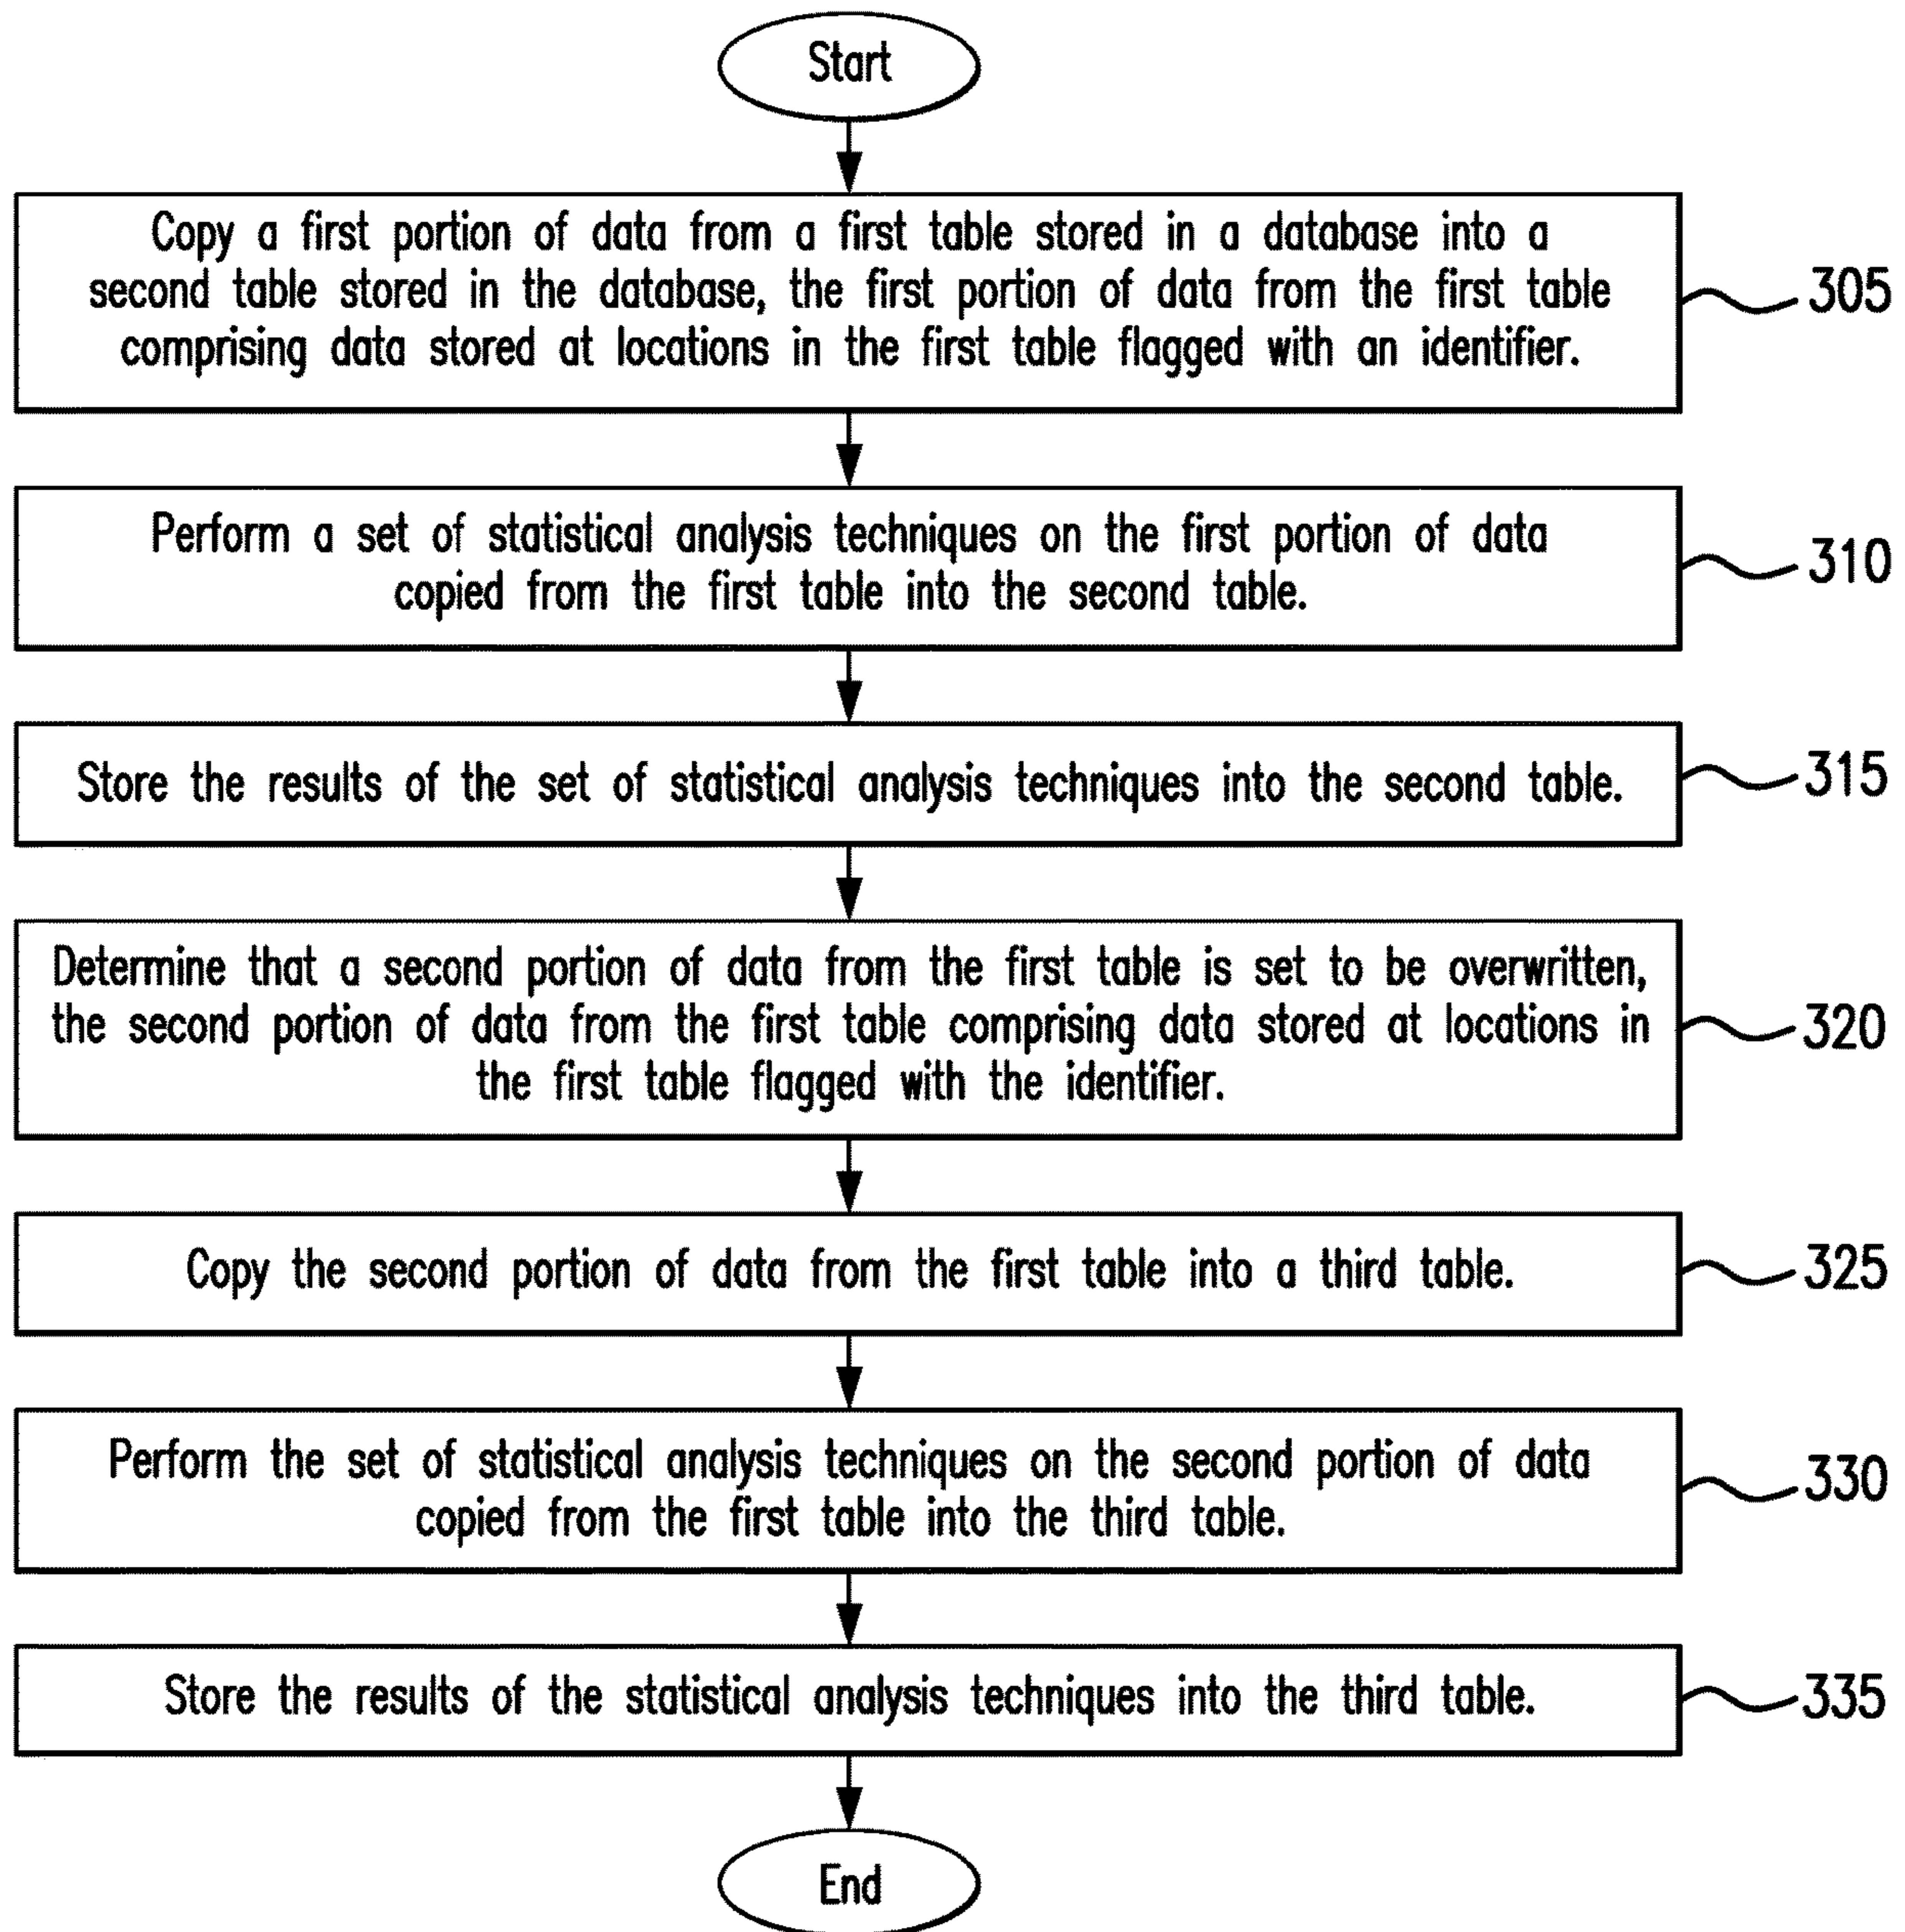 Start
Copy a first portion of data from a first table stored in a database into a
second table stored in the database, the first portion of data from the first table
comprising data stored at locations in the first table flagged with an identifier.
305
Perform a set of statistical analysis techniques on the first portion of data
copied from the first table into the second table.
310
Store the results of the set of statistical analysis techniques into the second table.
315
Determine that a second portion of data from the first table is set to be overwritten,
the second portion of data from the first table comprising data stored at locations in
the first table flagged with the identifier.
320
Copy the second portion of data from the first table into a third table.
325
Perform the set of statistical analysis techniques on the second portion of data
copied from the first table into the third table.
330
Store the results of the statistical analysis techniques into the third table.
335
End